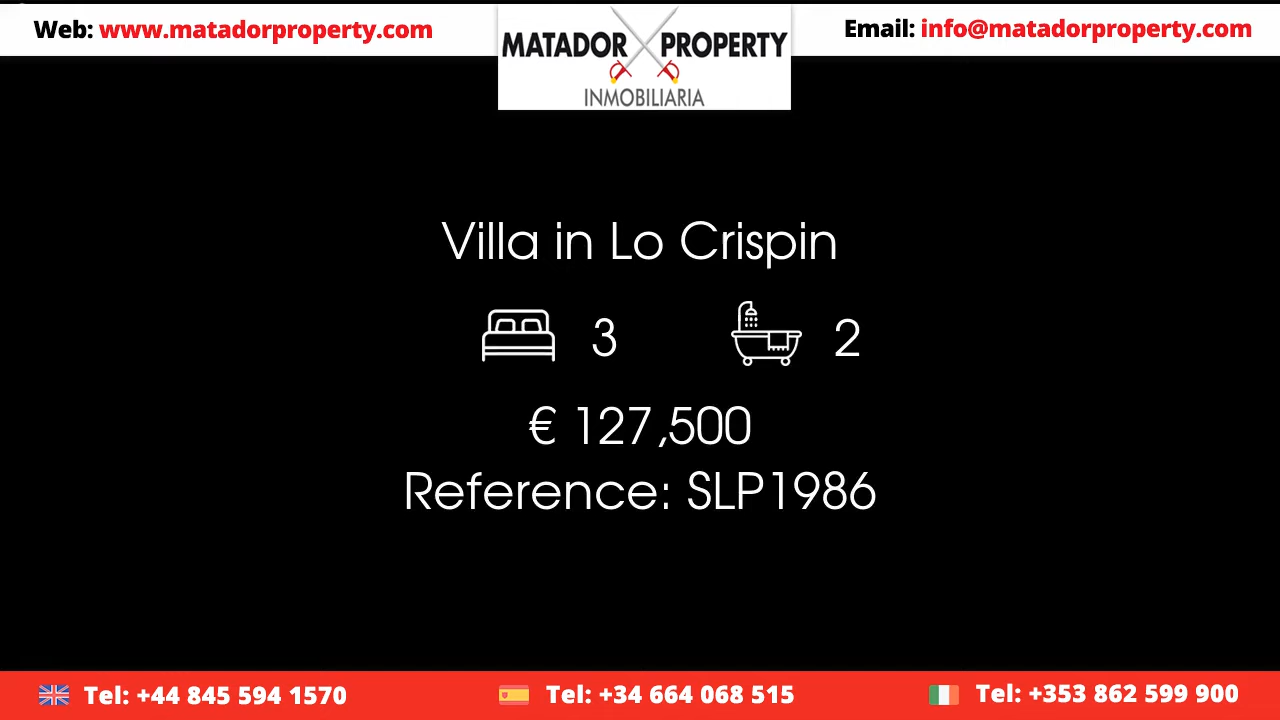 Web: www.matadorproperty.com
MATADOR PROPERTY
INMOBILIARIA
Email: info@matadorproperty.com
Villa in Lo Crispin
3 2
€ 127,500
Reference: SLP1986
Tel: +44 845 594 1570
Tel: +34 664 068 515
Tel: +353 862 599 900